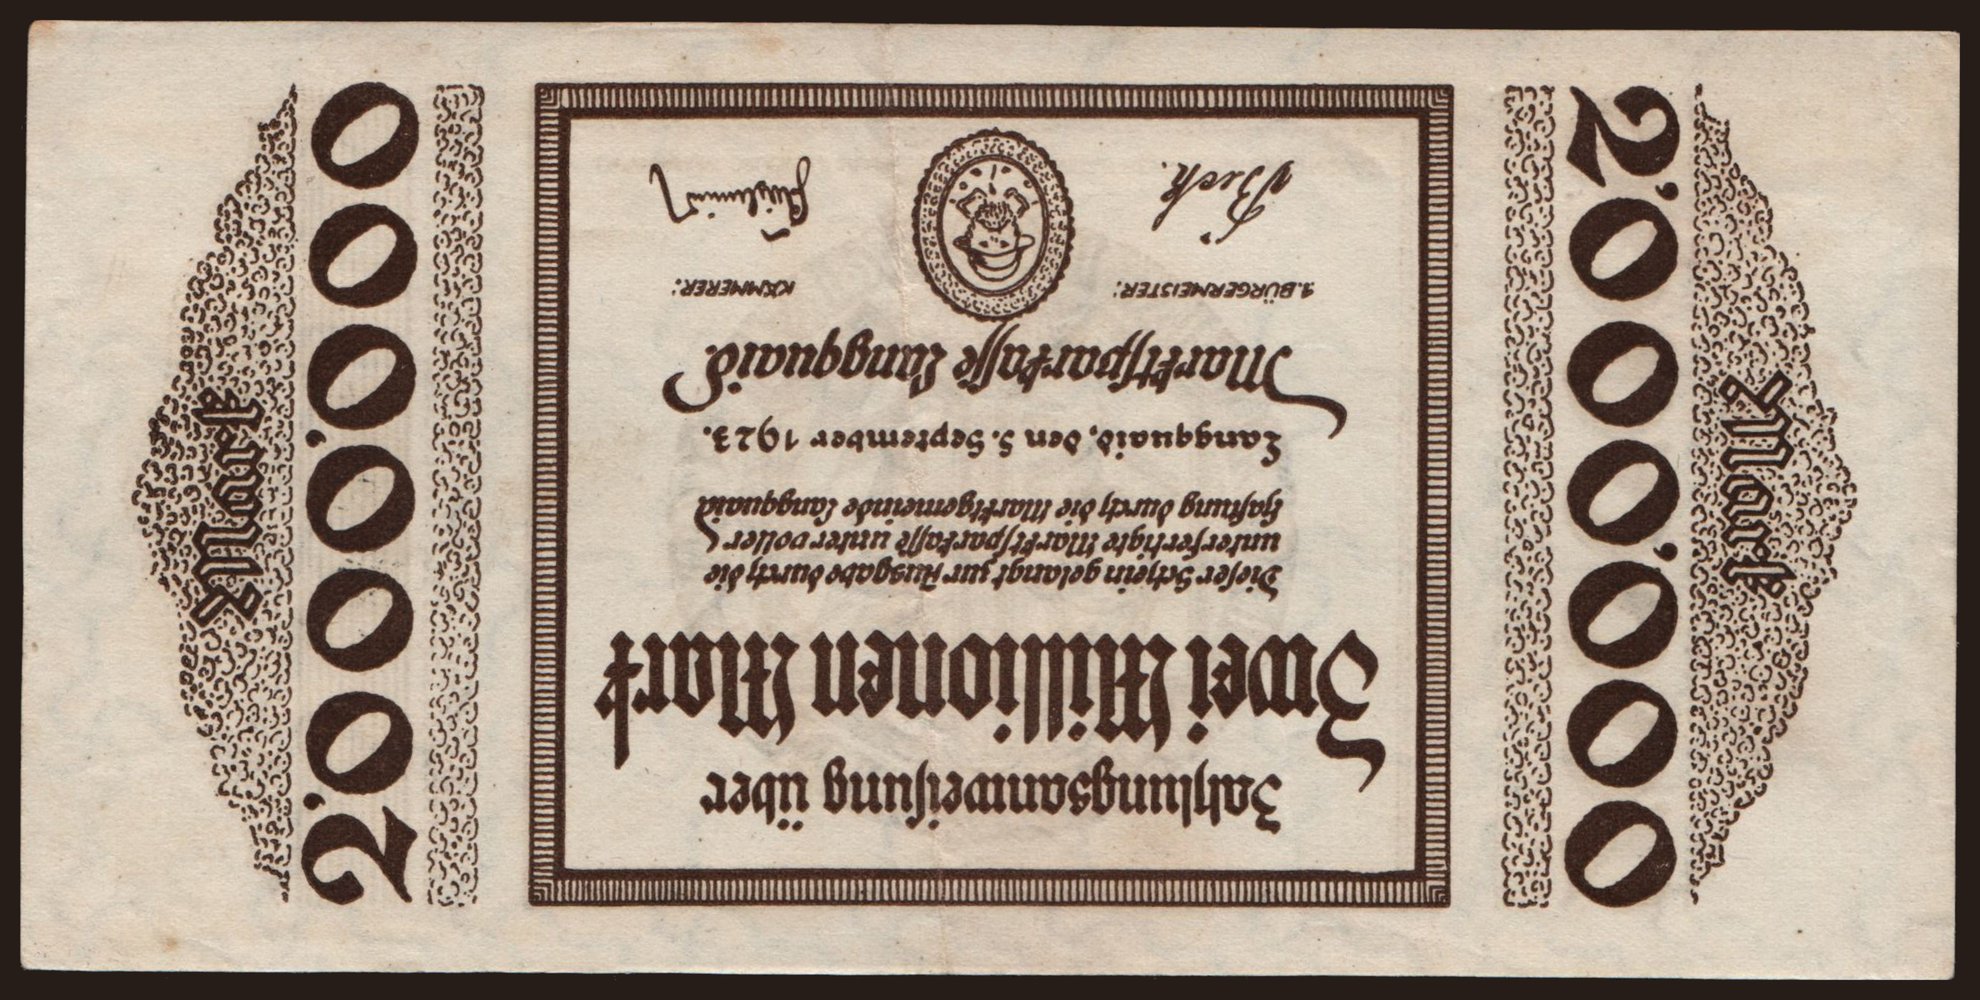 Zahlungsanweisung über
Zwei Millionen Mark
Dieser Schein gelangt zur Ausgabe durch die
unterfertigte Marktsparkasse unter voller
Haftung durch die Marktgemeinde Langquaid
Langquaid, den 5. September 1923.
Marktsparkasse Langquaid.
1. BÜRGERMEISTER:
KÄMMERER:
2'000'000
Mark
2'000'000
Mark